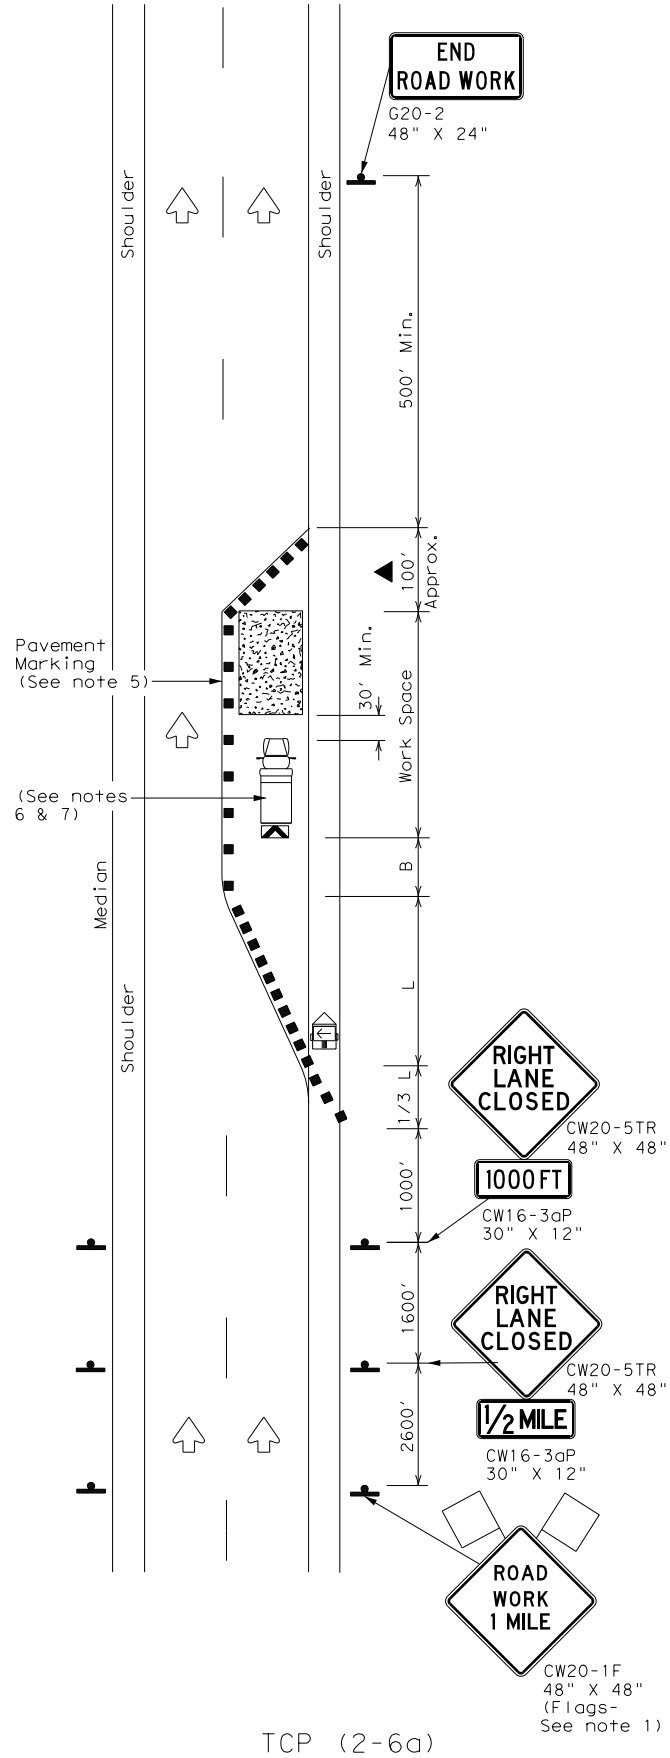 END
ROAD WORK
G20-2
48" X 24"
Shoulder
Shoulder
500' Min.
100'
Approx.
Pavement
Marking
(See note 5)
30' Min.
Work Space
(See notes
6 & 7)
B
Median
Shoulder
L
RIGHT
LANE
CLOSED
1/3 L
CW20-5TR
48" X 48"
1000 FT
1000'
CW16-3aP
30" X 12"
RIGHT
LANE
CLOSED
1600'
CW20-5TR
48" X 48"
1/2 MILE
2600'
CW16-3aP
30" X 12"
ROAD
WORK
1 MILE
CW20-1F
48" X 48"
(Flags-
See note 1)
TCP (2-6a)